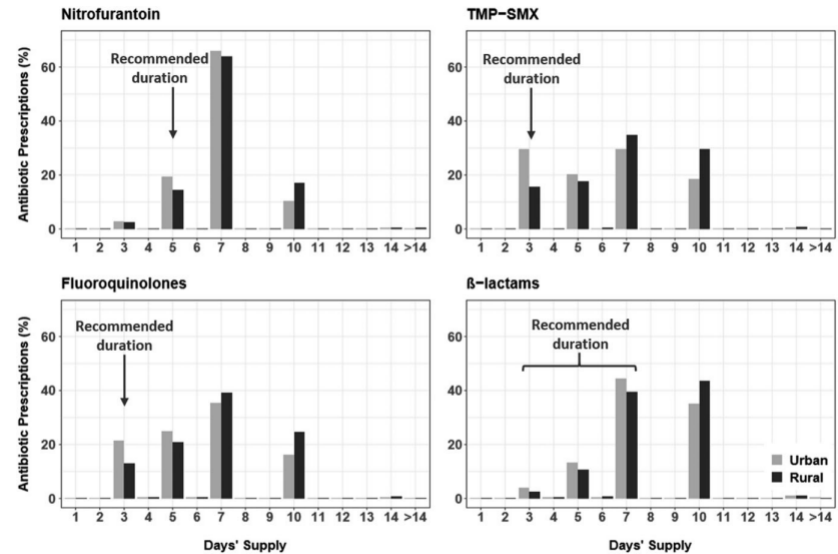 Nitrofurantoin
Antibiotic Prescriptions (%)
60
40
20
0
Recommended
duration
1 2 3 4 5 6 7 8 9 10 11 12 13 14 >14
TMP−SMX
60
40
20
0
Recommended
duration
1 2 3 4 5 6 7 8 9 10 11 12 13 14 >14
Fluoroquinolones
Antibiotic Prescriptions (%)
60
40
20
0
Recommended
duration
1 2 3 4 5 6 7 8 9 10 11 12 13 14 >14
Days' Supply
ß−lactams
60
40
20
0
Recommended
duration
Urban
Rural
1 2 3 4 5 6 7 8 9 10 11 12 13 14 >14
Days' Supply